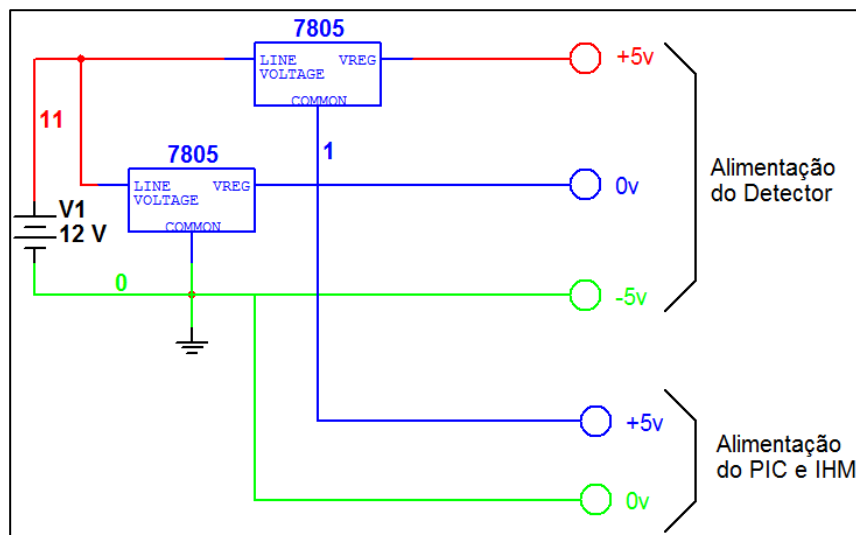 7805
LINE VREG
VOLTAGE
COMMON
+5v
11
1
7805
LINE VREG
VOLTAGE
COMMON
0v
Alimentação
do Detector
V1
12 V
0
-5v
+5v
Alimentação
do PIC e IHM
0v